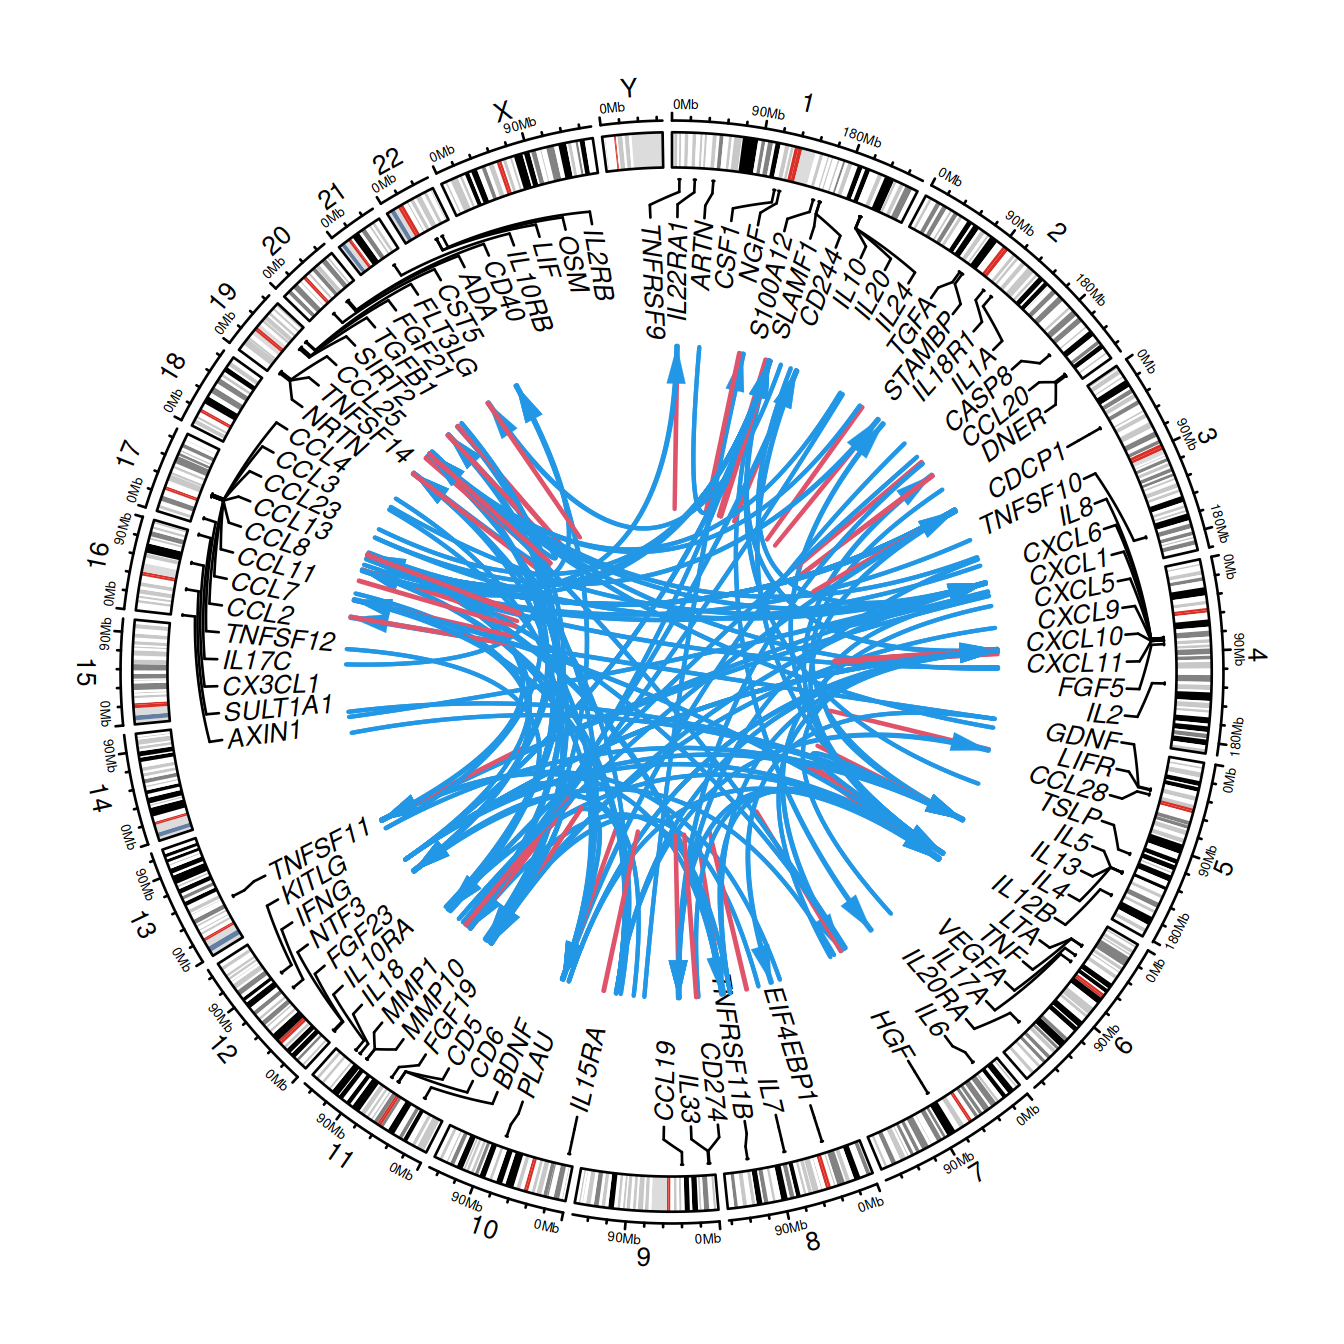 Y
0Mb
0Mb
90Mb
1
180Mb
0Mb
90Mb
2
180Mb
0Mb
90Mb
3
180Mb
0Mb
90Mb
4
180Mb
0Mb
90Mb
5
180Mb
0Mb
90Mb
6
0Mb
90Mb
7
0Mb
90Mb
8
0Mb
90Mb
9
0Mb
90Mb
10
0Mb
90Mb
11
0Mb
90Mb
12
0Mb
90Mb
13
0Mb
90Mb
14
0Mb
90Mb
15
0Mb
90Mb
16
0Mb
17
0Mb
18
0Mb
19
0Mb
20
0Mb
21
0Mb
22
0Mb
X
90Mb
TNFRSF9
IL22RA1
ARTN
CSF1
NGF
S100A12
SLAMF1
CD244
IL10
IL20
IL24
TGFA
STAMBP
IL18R1
IL1A
CASP8
CCL20
DNER
CDCP1
TNFSF10
IL8
CXCL6
CXCL1
CXCL5
CXCL9
CXCL10
CXCL11
FGF5
IL2
GDNF
LIFR
CCL28
TSLP
IL5
IL13
IL4
IL12B
LTA
TNF
VEGFA
IL17A
IL20RA
IL6
HGF
EIF4EBP1
IL7
TNFRSF11B
CD274
IL33
COL19
IL15RA
PLAU
BDNF
CD6
CD5
FGF19
MMP10
MMP1
IL18
IL10RA
FGF23
NTF3
IFNG
KITLG
TNFSF11
AXIN1
SULT1A1
CX3CL1
IL17C
TNFSF12
CCL2
CCL7
CCL11
CCL8
CCL13
CCL23
CCL3
CCL4
NRTN
TNFSF14
CCL25
SIRT2
TGFB1
FGF21
FLT3LG
CST5
ADA
CD40
IL10RB
LIF
OSM
IL2RB